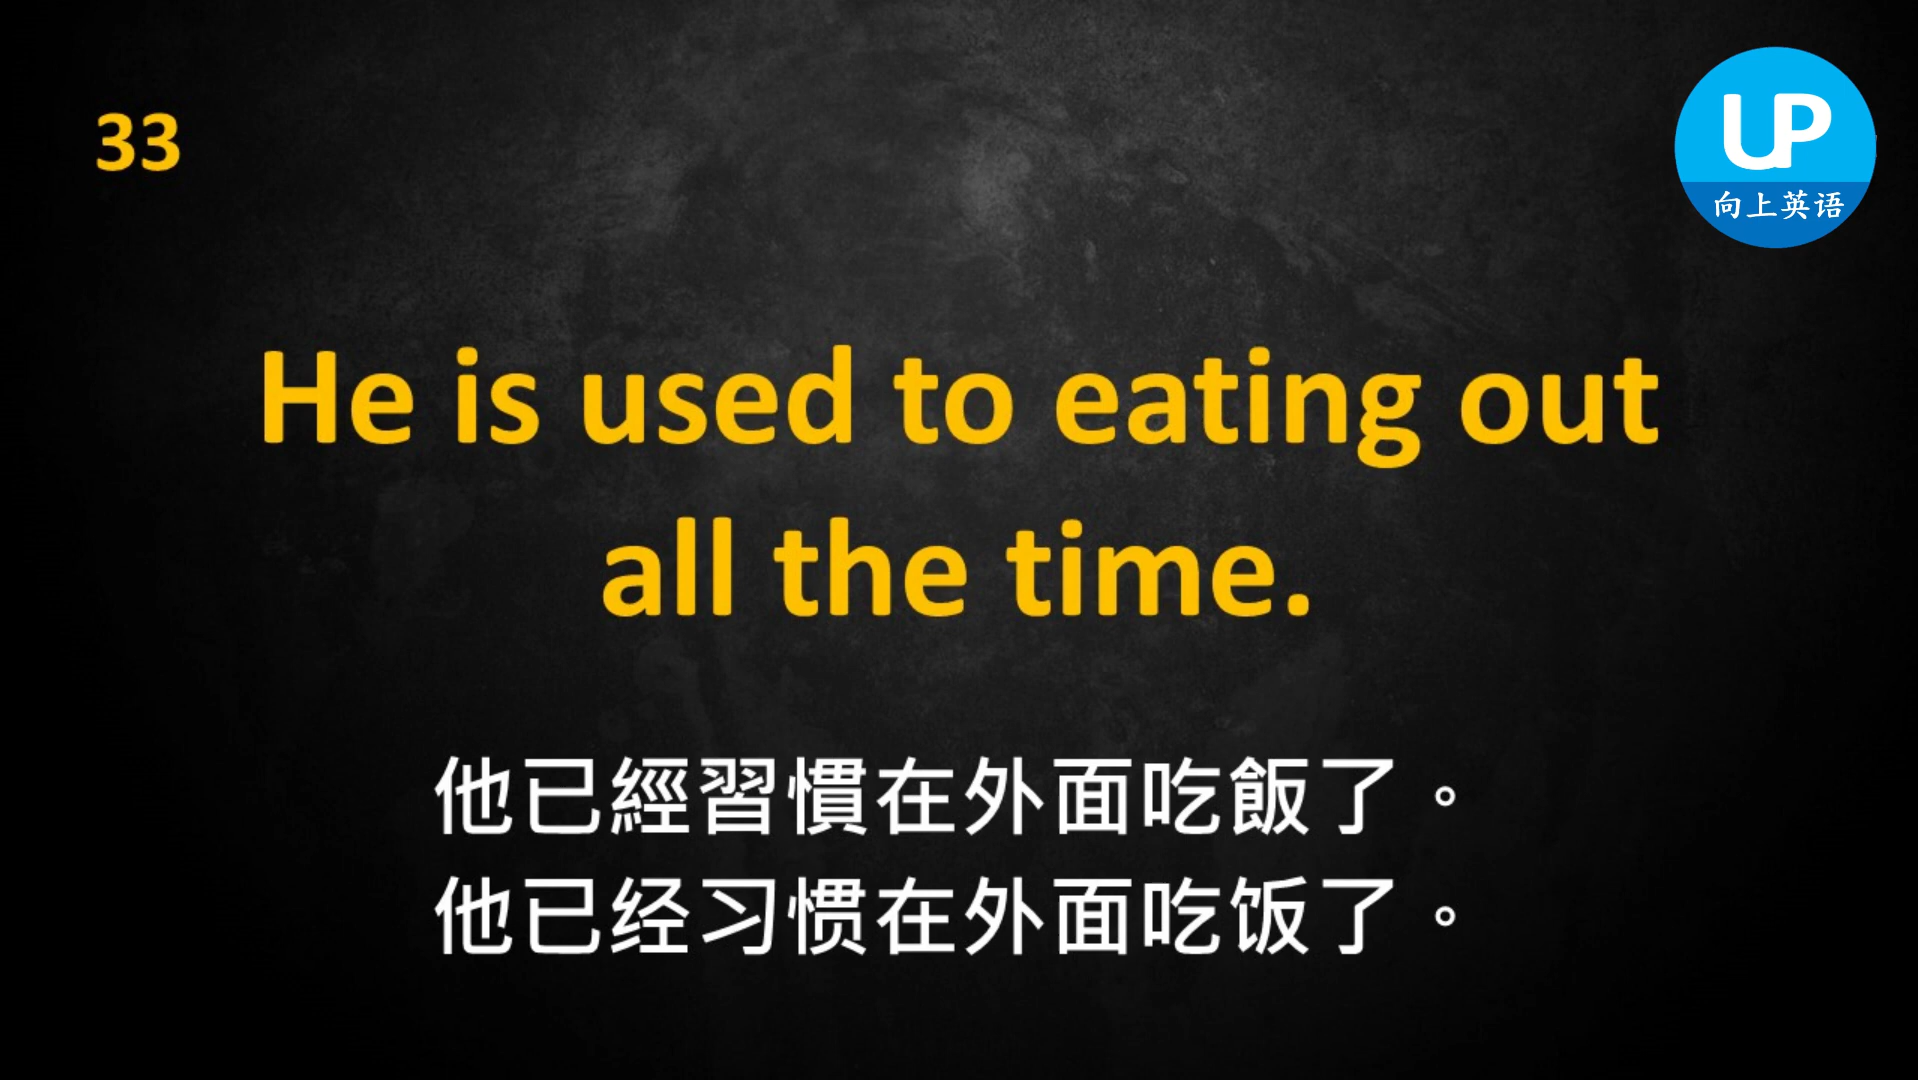 33
UP
向上英语
He is used to eating out
all the time.
他已經習慣在外面吃飯了。
他已经习惯在外面吃饭了。